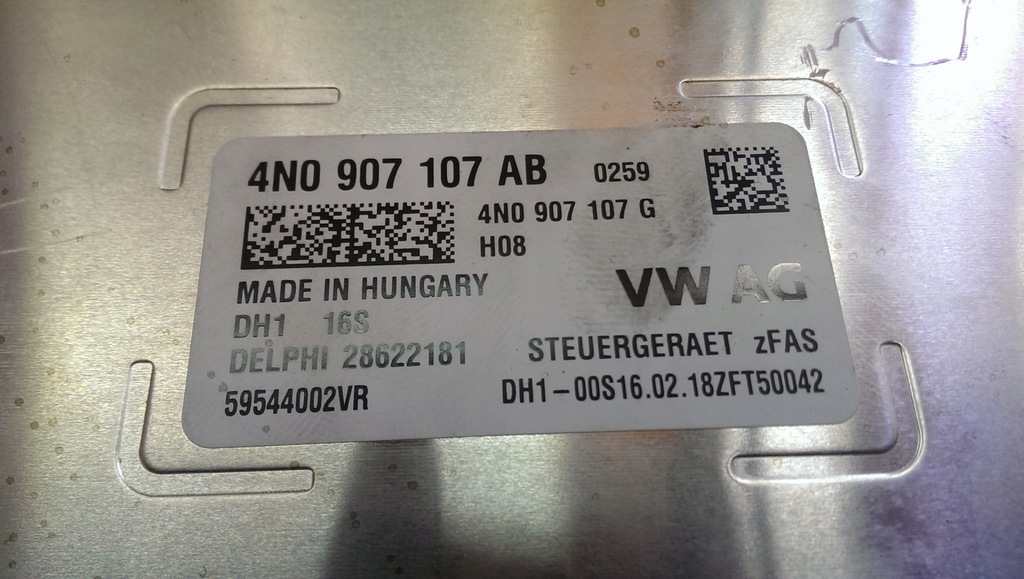 4N0 907 107 AB 0259
4N0 907 107 G
H08
MADE IN HUNGARY
VW AG
DH1 16S
DELPHI 28622181
STEUERGERAET zFAS
59544002VR
DH1-00S16.02.18ZFT50042